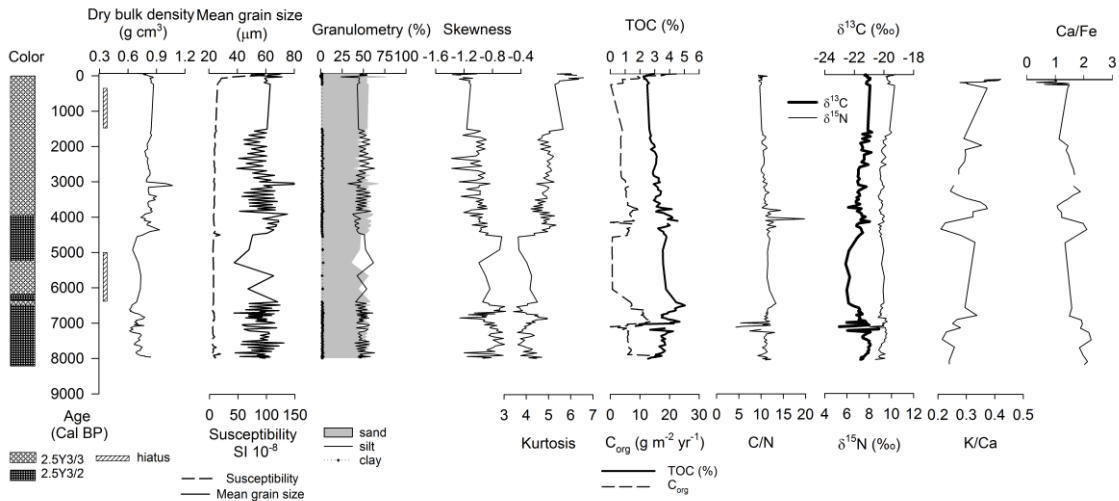 Dry bulk density Mean grain size TOC δ13C (‰) Ca/Fe
(g cm3) (μm) Granulometry (%) Skewness
Color 0.3 0.6 0.9 1.2 20 40 60 80 0 25 50 75 100 -1.6 -1.2 -0.8 -0.4 0 1 2 3 4 5 6 -24 -22 -20 -18 0 1 2 3
0
1000
2000
3000
4000
5000
6000
7000
8000
9000
δ13C
δ15N
Age
(Cal BP)
0 50 100 150 3 4 5 6 7 0 5 10 15 20 25 30 0 5 10 15 20 4 6 8 10 12 0.2 0.3 0.4 0.5
Susceptibility
SI 10-8
Kurtosis Corg (g m-2 yr-1) C/N δ15N (‰) K/Ca
2.5Y3/3 hiatus
2.5Y3/2
sand
silt
clay
Susceptibility
Mean grain size
TOC (%)
Corg